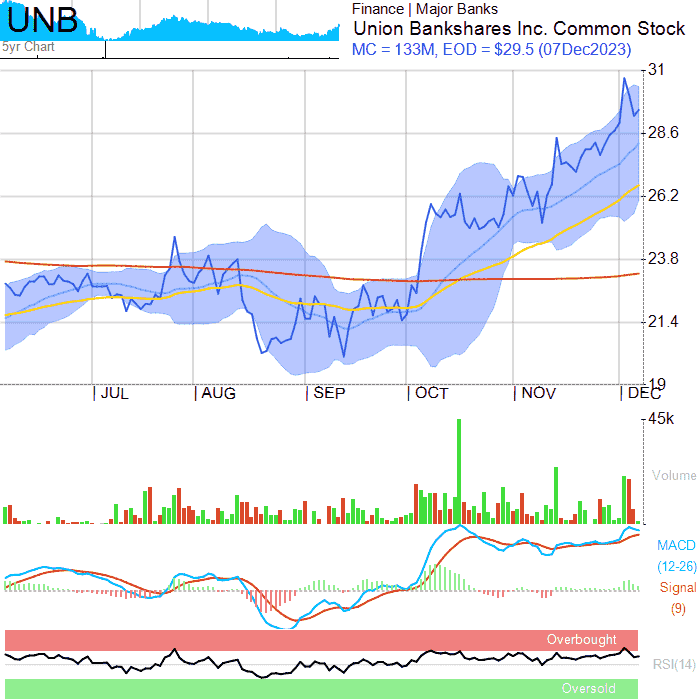 UNB
5yr Chart
Finance | Major Banks
Union Bankshares Inc. Common Stock
MC = 133M, EOD = $29.5 (07Dec2023)
31
28.6
26.2
23.8
21.4
19
JUL AUG SEP OCT NOV DEC
45k
Volume
MACD
(12-26)
Signal
(9)
Overbought
RSI(14)
Oversold